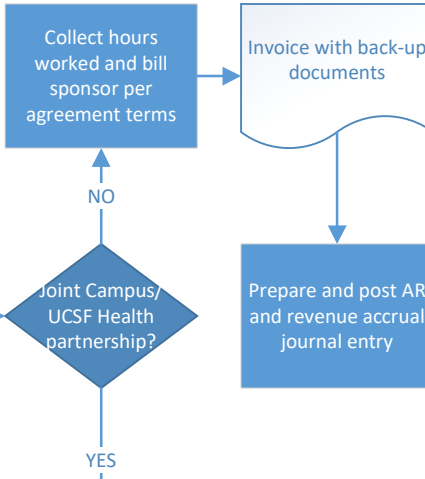 Collect hours
worked and bill
sponsor per
agreement terms
Invoice with back-up
documents
NO
Joint Campus/
UCSF Health
partnership?
Prepare and post AR
and revenue accrual
journal entry
YES